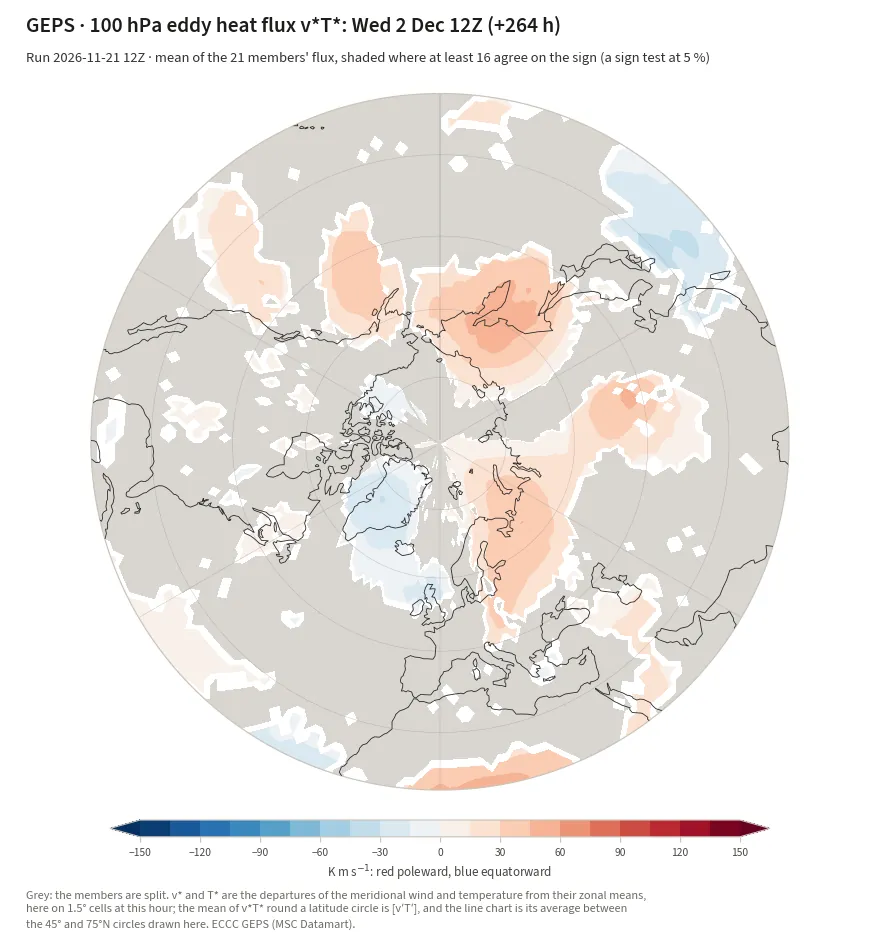 GEPS · 100 hPa eddy heat flux v*T*: Wed 2 Dec 12Z (+264 h)
Run 2026-11-21 12Z · mean of the 21 members' flux, shaded where at least 16 agree on the sign (a sign test at 5 %)
−150 −120 −90 −60 −30 0 30 60 90 120 150
K m s⁻¹: red poleward, blue equatorward
Grey: the members are split. v* and T* are the departures of the meridional wind and temperature from their zonal means,
here on 1.5° cells at this hour; the mean of v*T* round a latitude circle is [v'T'], and the line chart is its average between
the 45° and 75°N circles drawn here. ECCC GEPS (MSC Datamart).